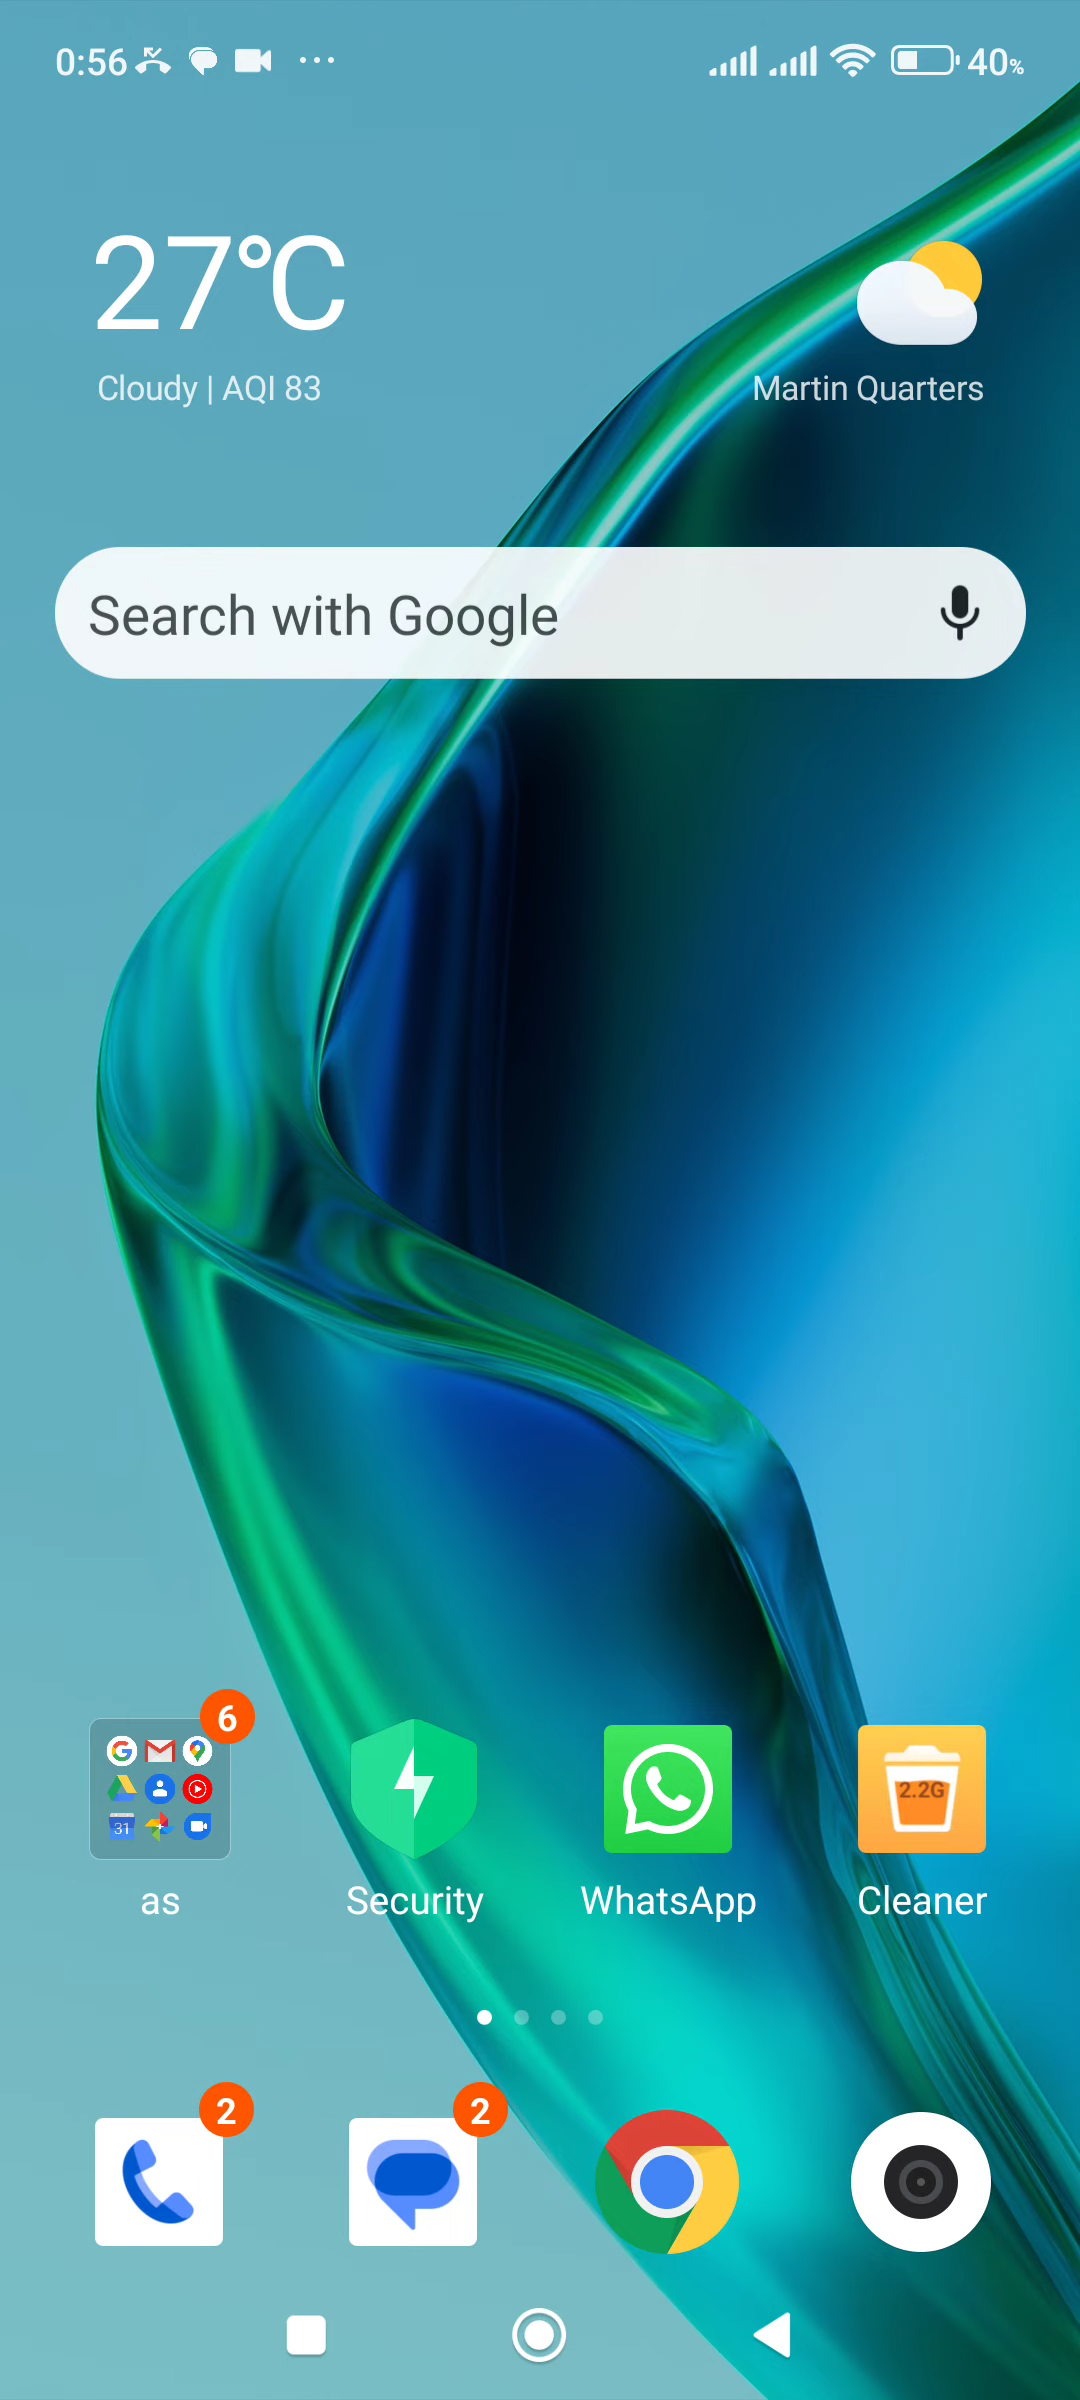 0:56
40%
27°C
Cloudy | AQI 83
Martin Quarters
Search with Google
6
31
2.2G
as
Security
WhatsApp
Cleaner
2
2